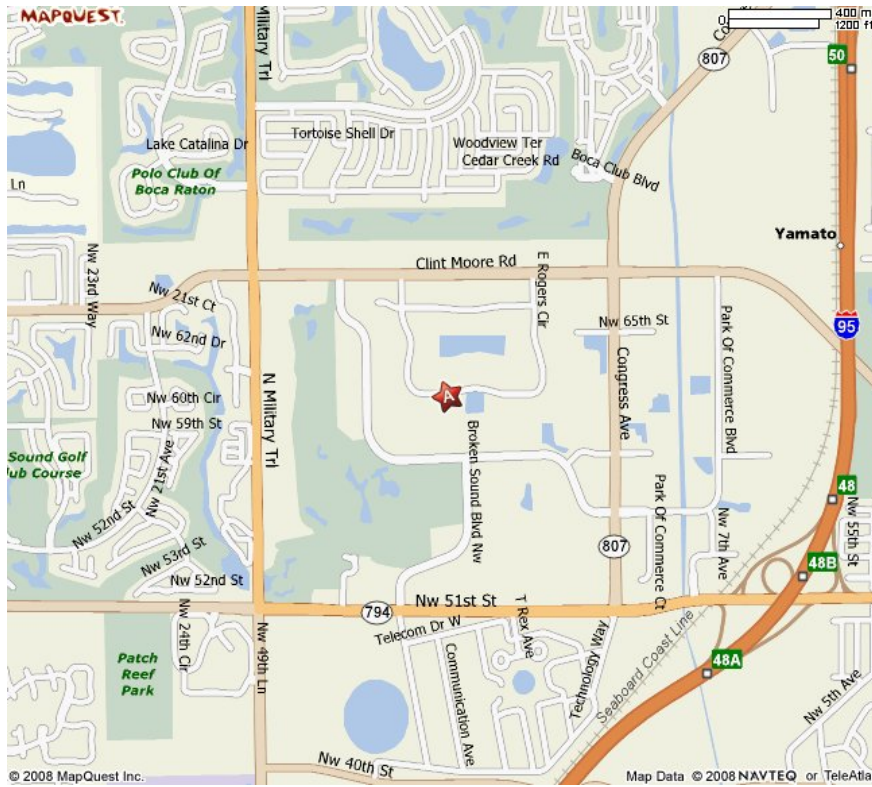 MAPQUEST.
N Military Trl
400 m
0
1200 ft
50
807
Tortoise Shell Dr
Lake Catalina Dr
Woodview Ter
Cedar Creek Rd
Boca Club Blvd
Polo Club Of
Boca Raton
Ln
Yamato
Clint Moore Rd
E Rogers Cir
Nw 23rd Way
Nw 21st Ct
Nw 62nd Dr
Nw 65th St
Park Of Commerce Blvd
95
Congress Ave
N Military Trl
Nw 60th Cir
A
Nw 59th St
Sound Golf
ub Course
Nw 21st Ave
Broken Sound Blvd Nw
Nw 52nd St
Park Of Commerce Ct
48
Nw 7th Ave
Nw 55th St
Nw 53rd St
807
48B
Nw 52nd St
794
Nw 51st St
T Rex Ave
Telecom Dr W
Nw 24th Cir
Nw 49th Ln
Patch
Reef
Park
Communication Ave
Technology Way
Seaboard Coast Line
48A
Nw 5th Ave
Nw 40th St
© 2008 MapQuest Inc.
Map Data © 2008 NAVTEQ or TeleAtla